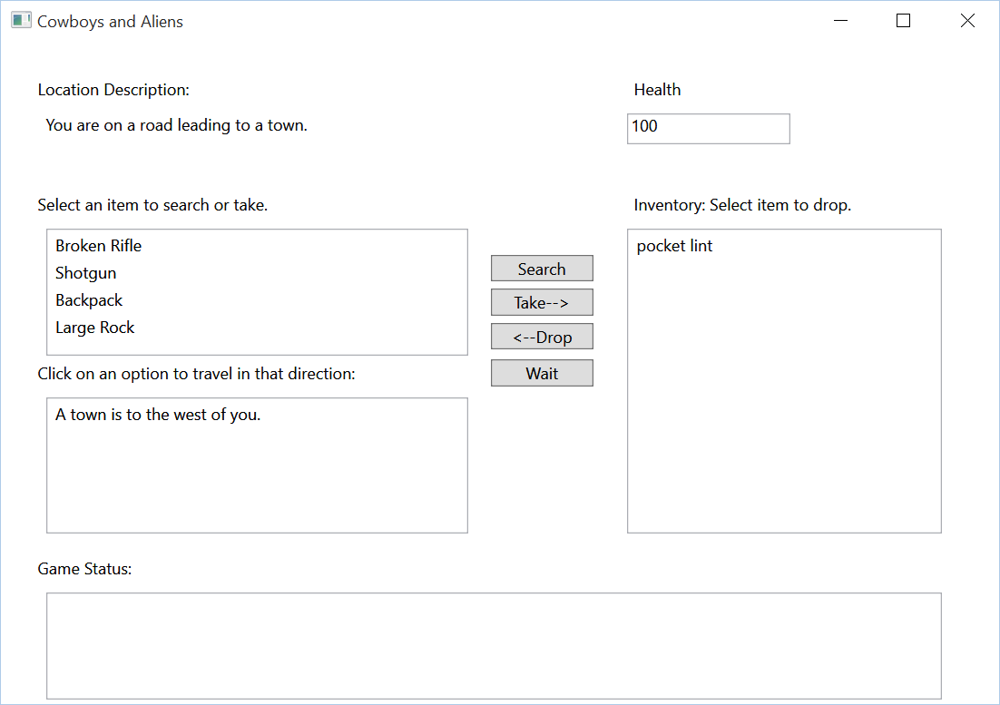 Cowboys and Aliens
Location Description:
You are on a road leading to a town.
Health
100
Select an item to search or take.
Broken Rifle
Shotgun
Backpack
Large Rock
Search
Take-->
<--Drop
Wait
Inventory: Select item to drop.
pocket lint
Click on an option to travel in that direction:
A town is to the west of you.
Game Status: